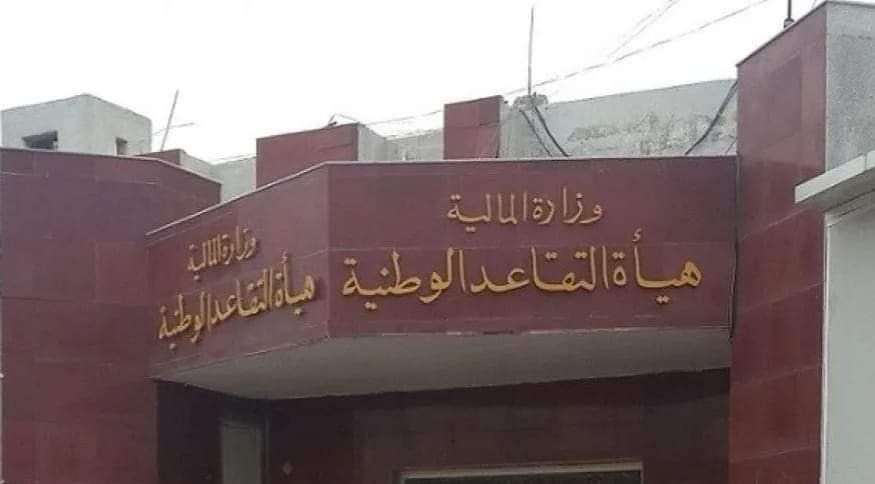 وزارة المالية
هيأة التقاعد الوطنية
وزارة المالية
هيأة التقاعد الوطنية